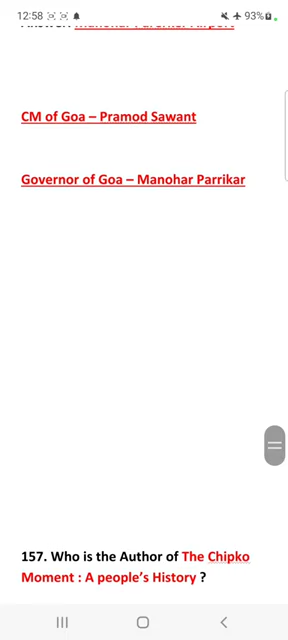 12:58 93%
CM of Goa – Pramod Sawant
Governor of Goa – Manohar Parrikar
157. Who is the Author of The Chipko
Moment : A people's History ?